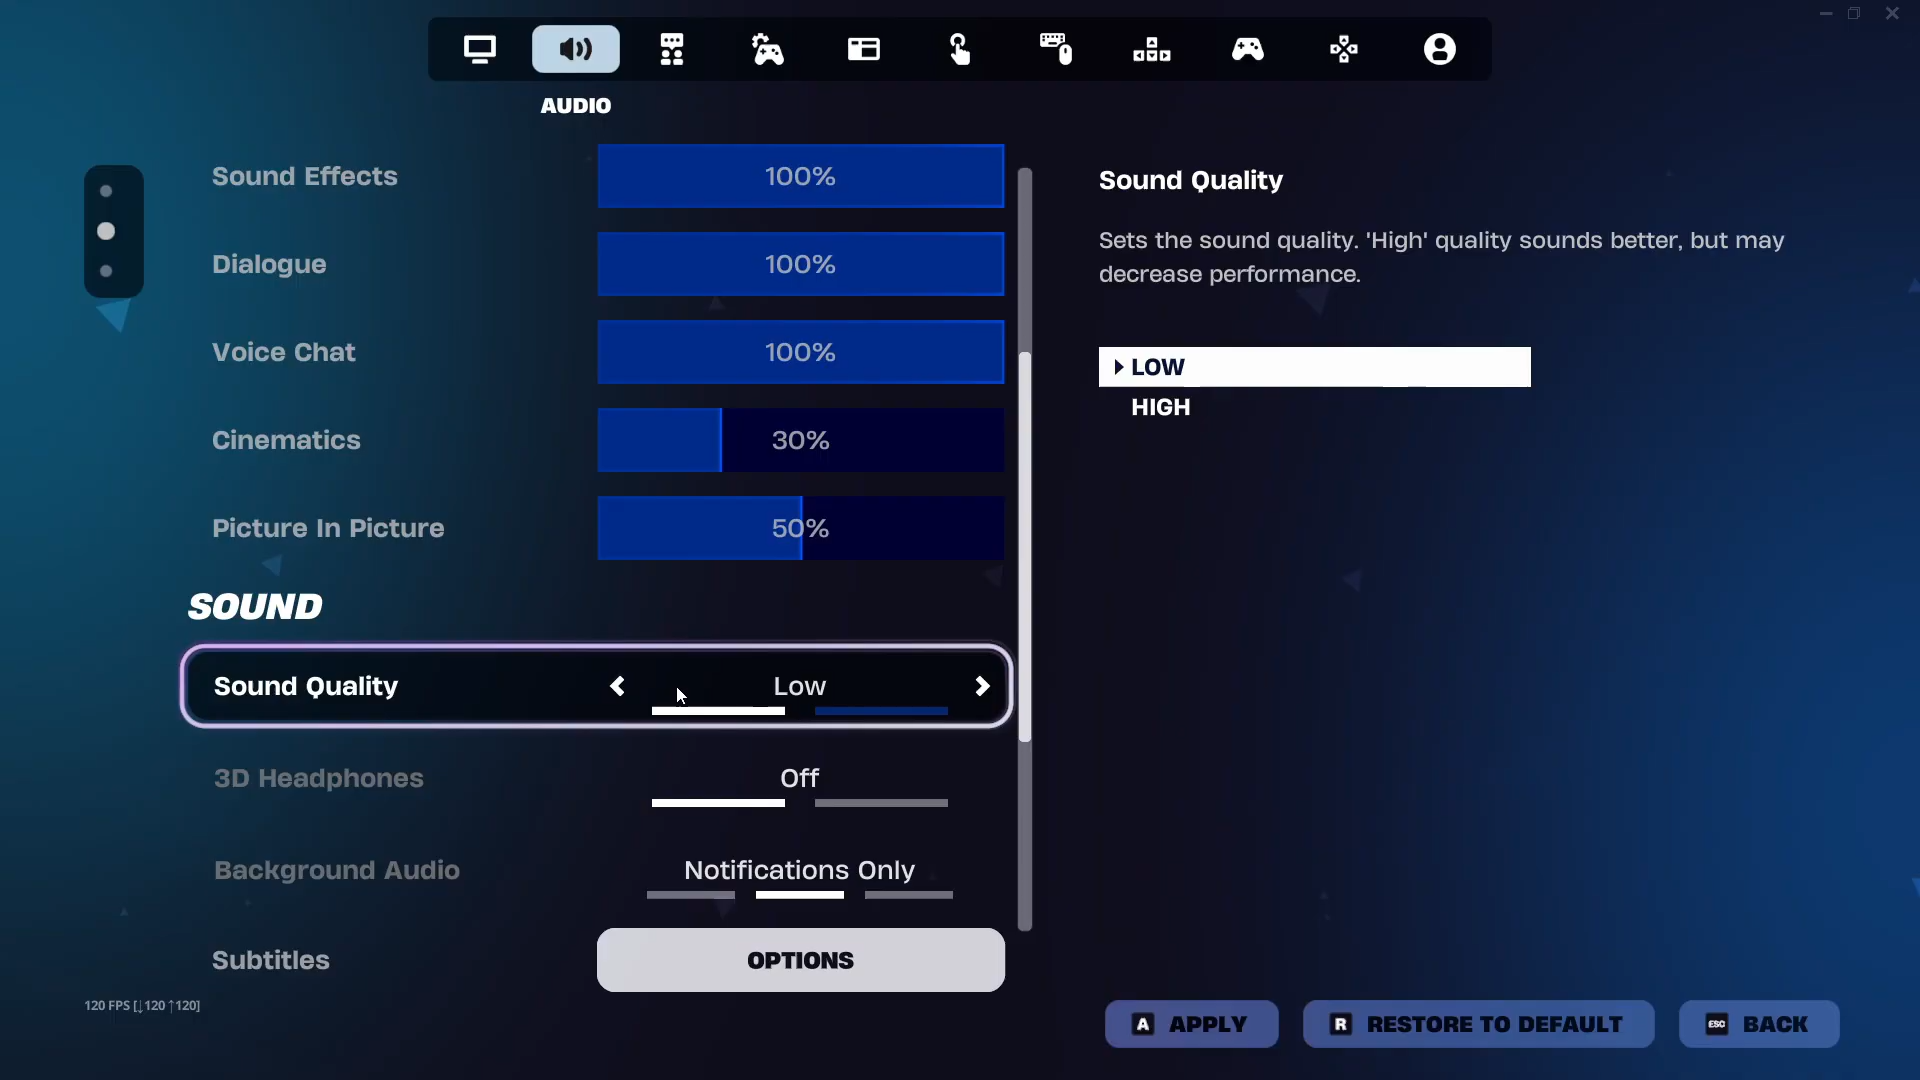 AUDIO
Sound Effects
100%
Dialogue
100%
Voice Chat
100%
Cinematics
30%
Picture In Picture
50%
SOUND
Sound Quality
Low
3D Headphones
Off
Background Audio
Notifications Only
Subtitles
OPTIONS
Sound Quality
Sets the sound quality. 'High' quality sounds better, but may
decrease performance.
LOW
HIGH
120 FPS [↓120 ↑120]
A APPLY
R RESTORE TO DEFAULT
ESC BACK